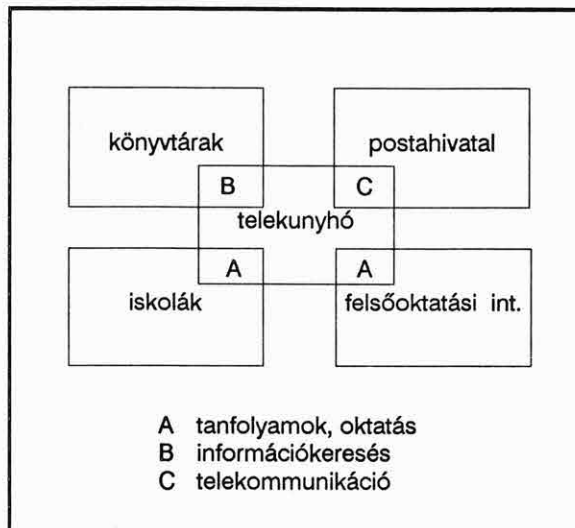 könyvtárak
postahivatal
B
C
telekunyhó
A
A
iskolák
felsőoktatási int.
A tanfolyamok, oktatás
B információkeresés
C telekommunikáció